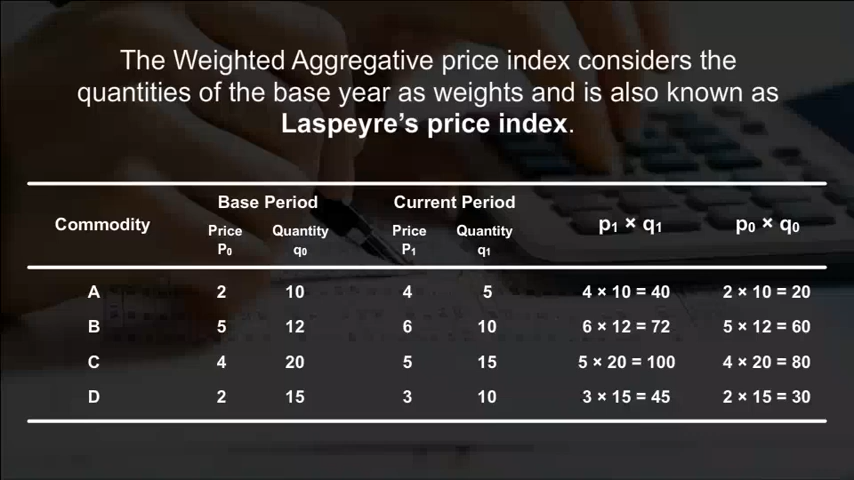 The Weighted Aggregative price index considers the
quantities of the base year as weights and is also known as
Laspeyre’s price index.
Base Period Current Period
Commodity Price Quantity Price Quantity p₁ × q₁ p₀ × q₀
P₀ q₀ P₁ q₁
A 2 10 4 5 4 × 10 = 40 2 × 10 = 20
B 5 12 6 10 6 × 12 = 72 5 × 12 = 60
C 4 20 5 15 5 × 20 = 100 4 × 20 = 80
D 2 15 3 10 3 × 15 = 45 2 × 15 = 30